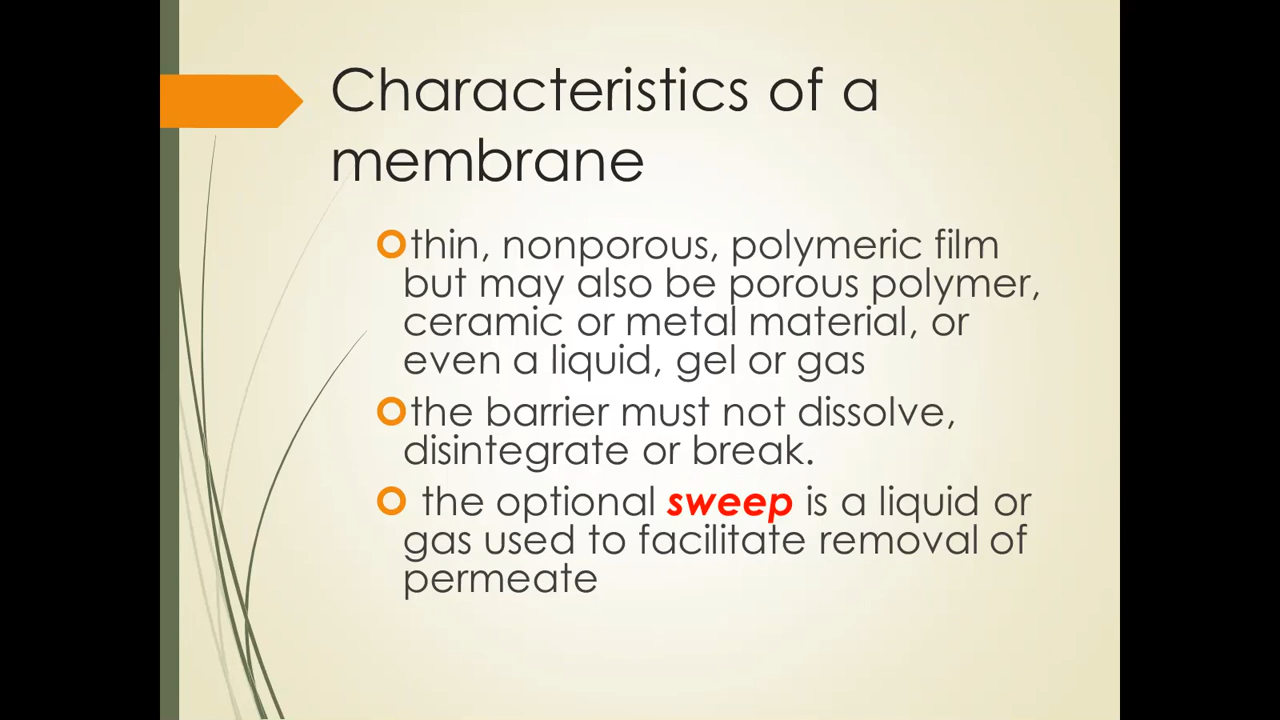 Characteristics of a
membrane
thin, nonporous, polymeric film
but may also be porous polymer,
ceramic or metal material, or
even a liquid, gel or gas
the barrier must not dissolve,
disintegrate or break.
the optional sweep is a liquid or
gas used to facilitate removal of
permeate